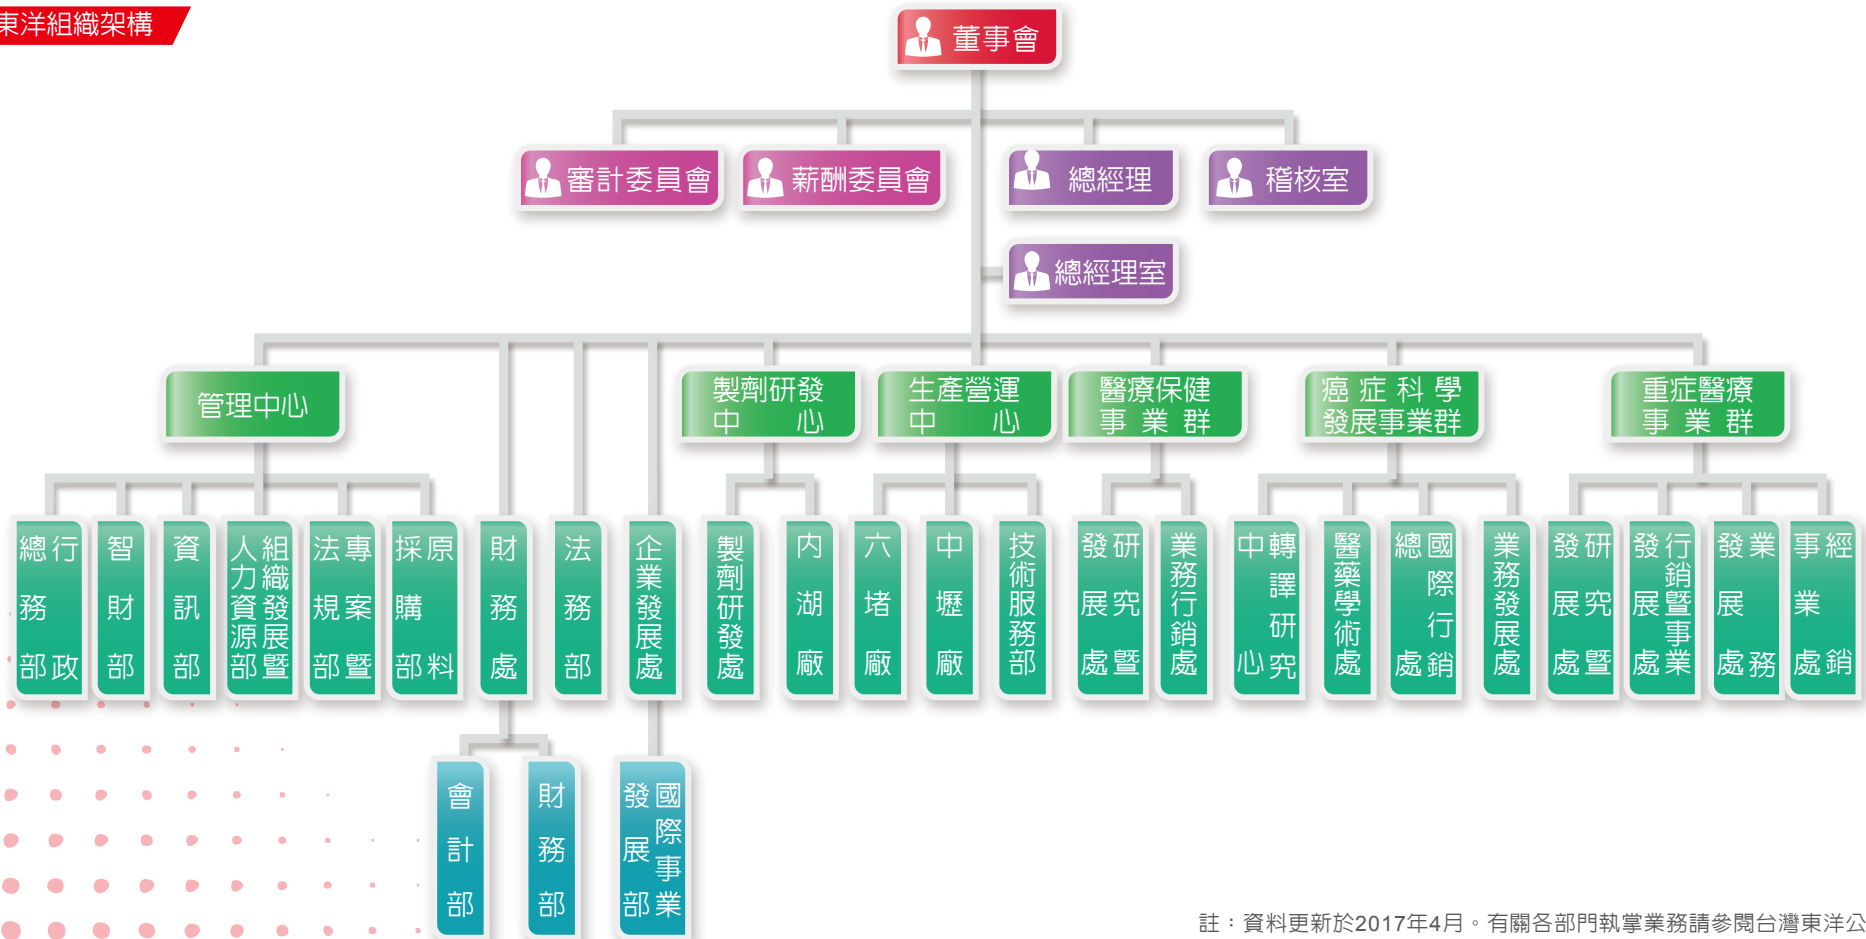 東洋組織架構
董事會
審計委員會
薪酬委員會
總經理
稽核室
總經理室
管理中心
製劑研發
中心
生產營運
中心
醫療保健
事業群
癌症科學
發展事業群
重症醫療
事業群
行政
總務部
智財部
資訊部
組織發展暨
人力資源部
專案暨
法規部
原料
採購部
財務處
法務部
企業發展處
製劑研發處
內湖廠
六堵廠
中壢廠
技術服務部
研究暨
發展處
業務行銷處
轉譯研究
中心
醫藥學術處
國際行銷
總處
業務發展處
研究暨
發展處
行銷暨事業
發展處
業務
發展處
經銷
事業處
會計部
財務部
國際事業
發展部
註：資料更新於2017年4月。有關各部門執掌業務請參閱台灣東洋公